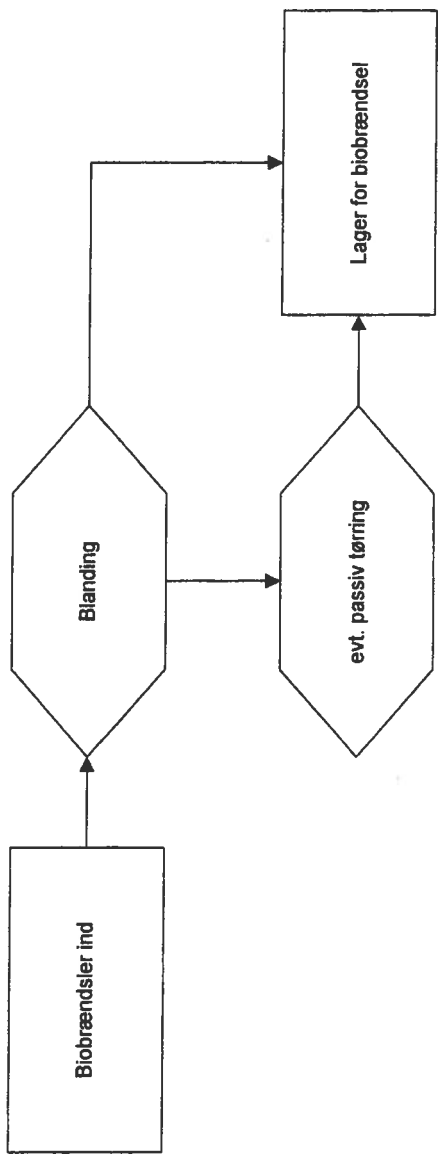 Biobrændsler ind
Blanding
evt. passiv tørring
Lager for biobrændsel